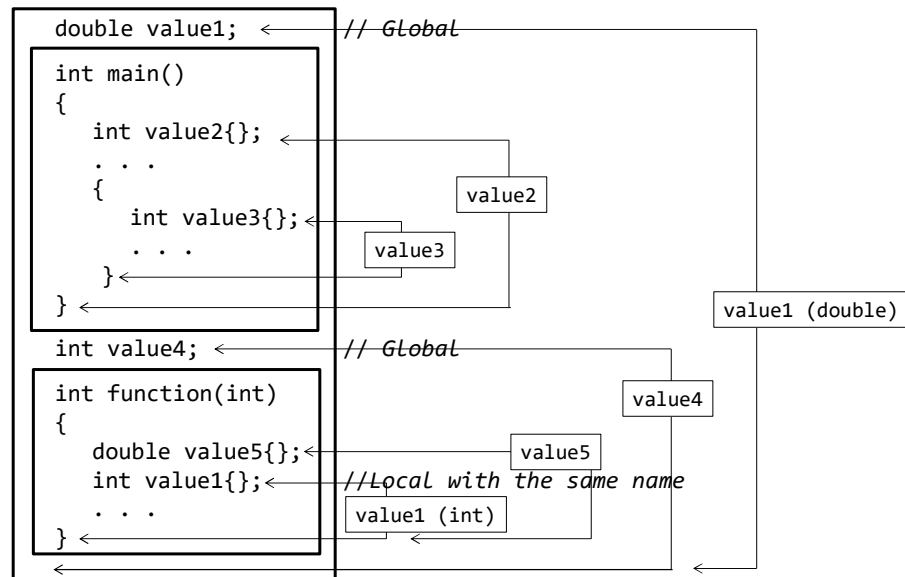 double value1; // Global
int main()
{
int value2{};
. . .
{
value2
int value3{};
. . .
value3
}
}
value1 (double)
int value4; // Global
int function(int)
value4
{
double value5{};
value5
int value1{}; //Local with the same name
. . .
value1 (int)
}